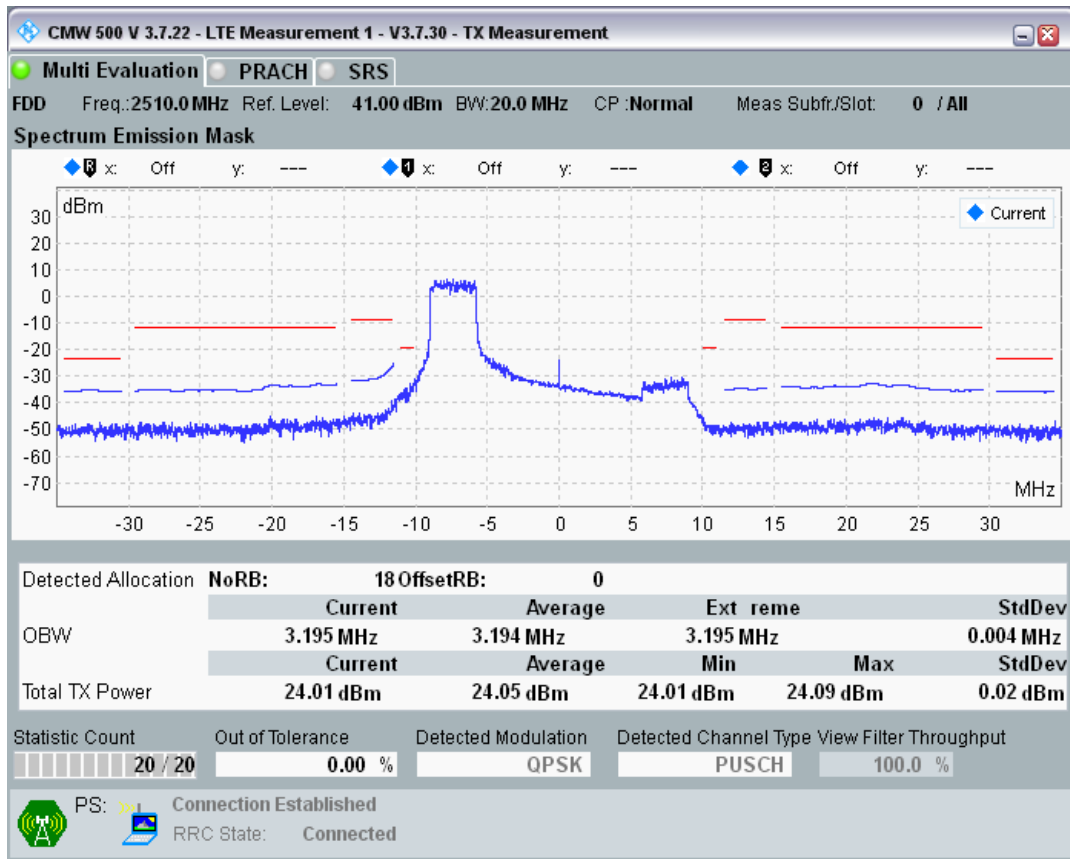 CMW 500 V 3.7.22 - LTE Measurement 1 - V3.7.30 - TX Measurement
Multi Evaluation PRACH SRS
FDD Freq.:2510.0 MHz Ref. Level: 41.00 dBm BW:20.0 MHz CP :Normal Meas Subfr./Slot: 0 / All
Spectrum Emission Mask
R x: Off y: --- 1 x: Off y: --- 2 x: Off y: ---
dBm
Current
30
20
10
0
-10
-20
-30
-40
-50
-60
-70
MHz
-30 -25 -20 -15 -10 -5 0 5 10 15 20 25 30
Detected Allocation NoRB: 18 OffsetRB: 0
Current Average Ext reme StdDev
OBW 3.195 MHz 3.194 MHz 3.195 MHz 0.004 MHz
Current Average Min Max StdDev
Total TX Power 24.01 dBm 24.05 dBm 24.01 dBm 24.09 dBm 0.02 dBm
Statistic Count Out of Tolerance Detected Modulation Detected Channel Type View Filter Throughput
20 / 20 0.00 % QPSK PUSCH 100.0 %
PS: Connection Established
RRC State: Connected